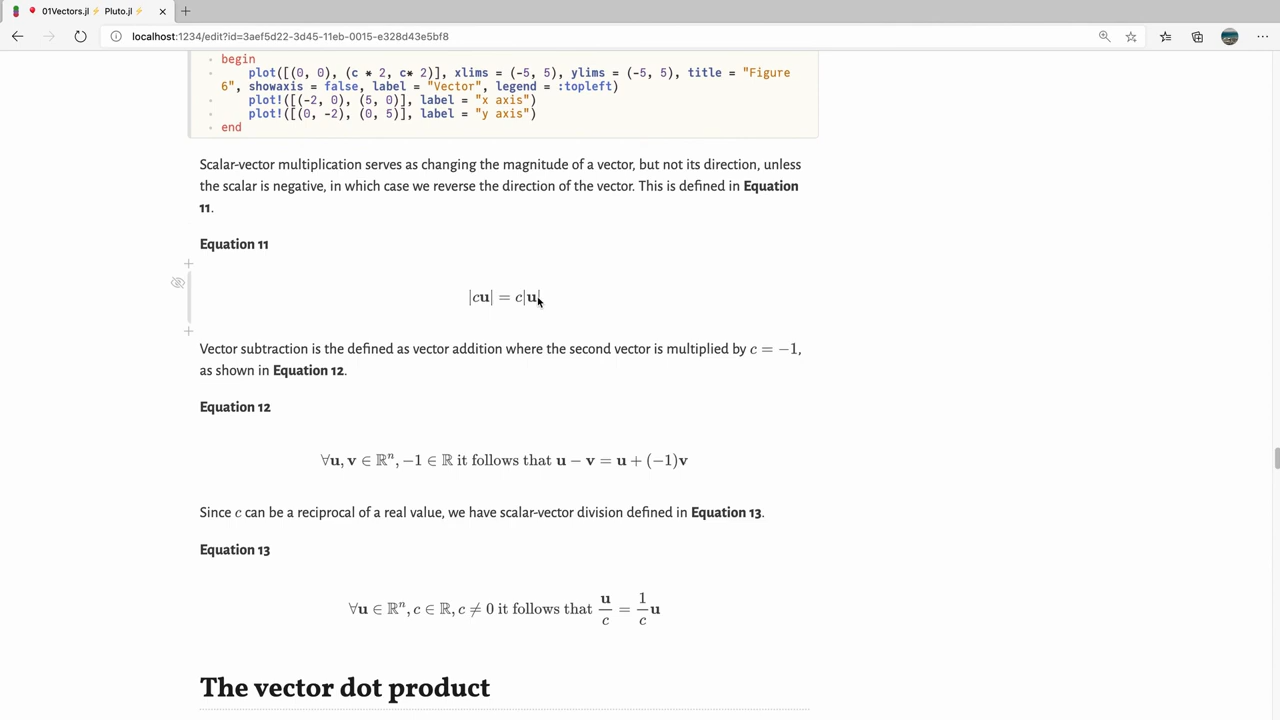 01Vectors.jl ⚡ Pluto.jl ⚡
localhost:1234/edit?id=3aef5d22-3d45-11eb-0015-e328d43e5bf8
begin
plot([(0, 0), (c * 2, c* 2)], xlims = (-5, 5), ylims = (-5, 5), title = "Figure
6", showaxis = false, label = "Vector", legend = :topleft)
plot!([(-2, 0), (5, 0)], label = "x axis")
plot!([(0, -2), (0, 5)], label = "y axis")
end
Scalar-vector multiplication serves as changing the magnitude of a vector, but not its direction, unless
the scalar is negative, in which case we reverse the direction of the vector. This is defined in Equation
11.
Equation 11
|cu| = c|u|
Vector subtraction is the defined as vector addition where the second vector is multiplied by c = −1,
as shown in Equation 12.
Equation 12
∀u, v ∈ ℝⁿ, −1 ∈ ℝ it follows that u − v = u + (−1)v
Since c can be a reciprocal of a real value, we have scalar-vector division defined in Equation 13.
Equation 13
∀u ∈ ℝⁿ, c ∈ ℝ, c ≠ 0 it follows that u/c = 1/c u
The vector dot product